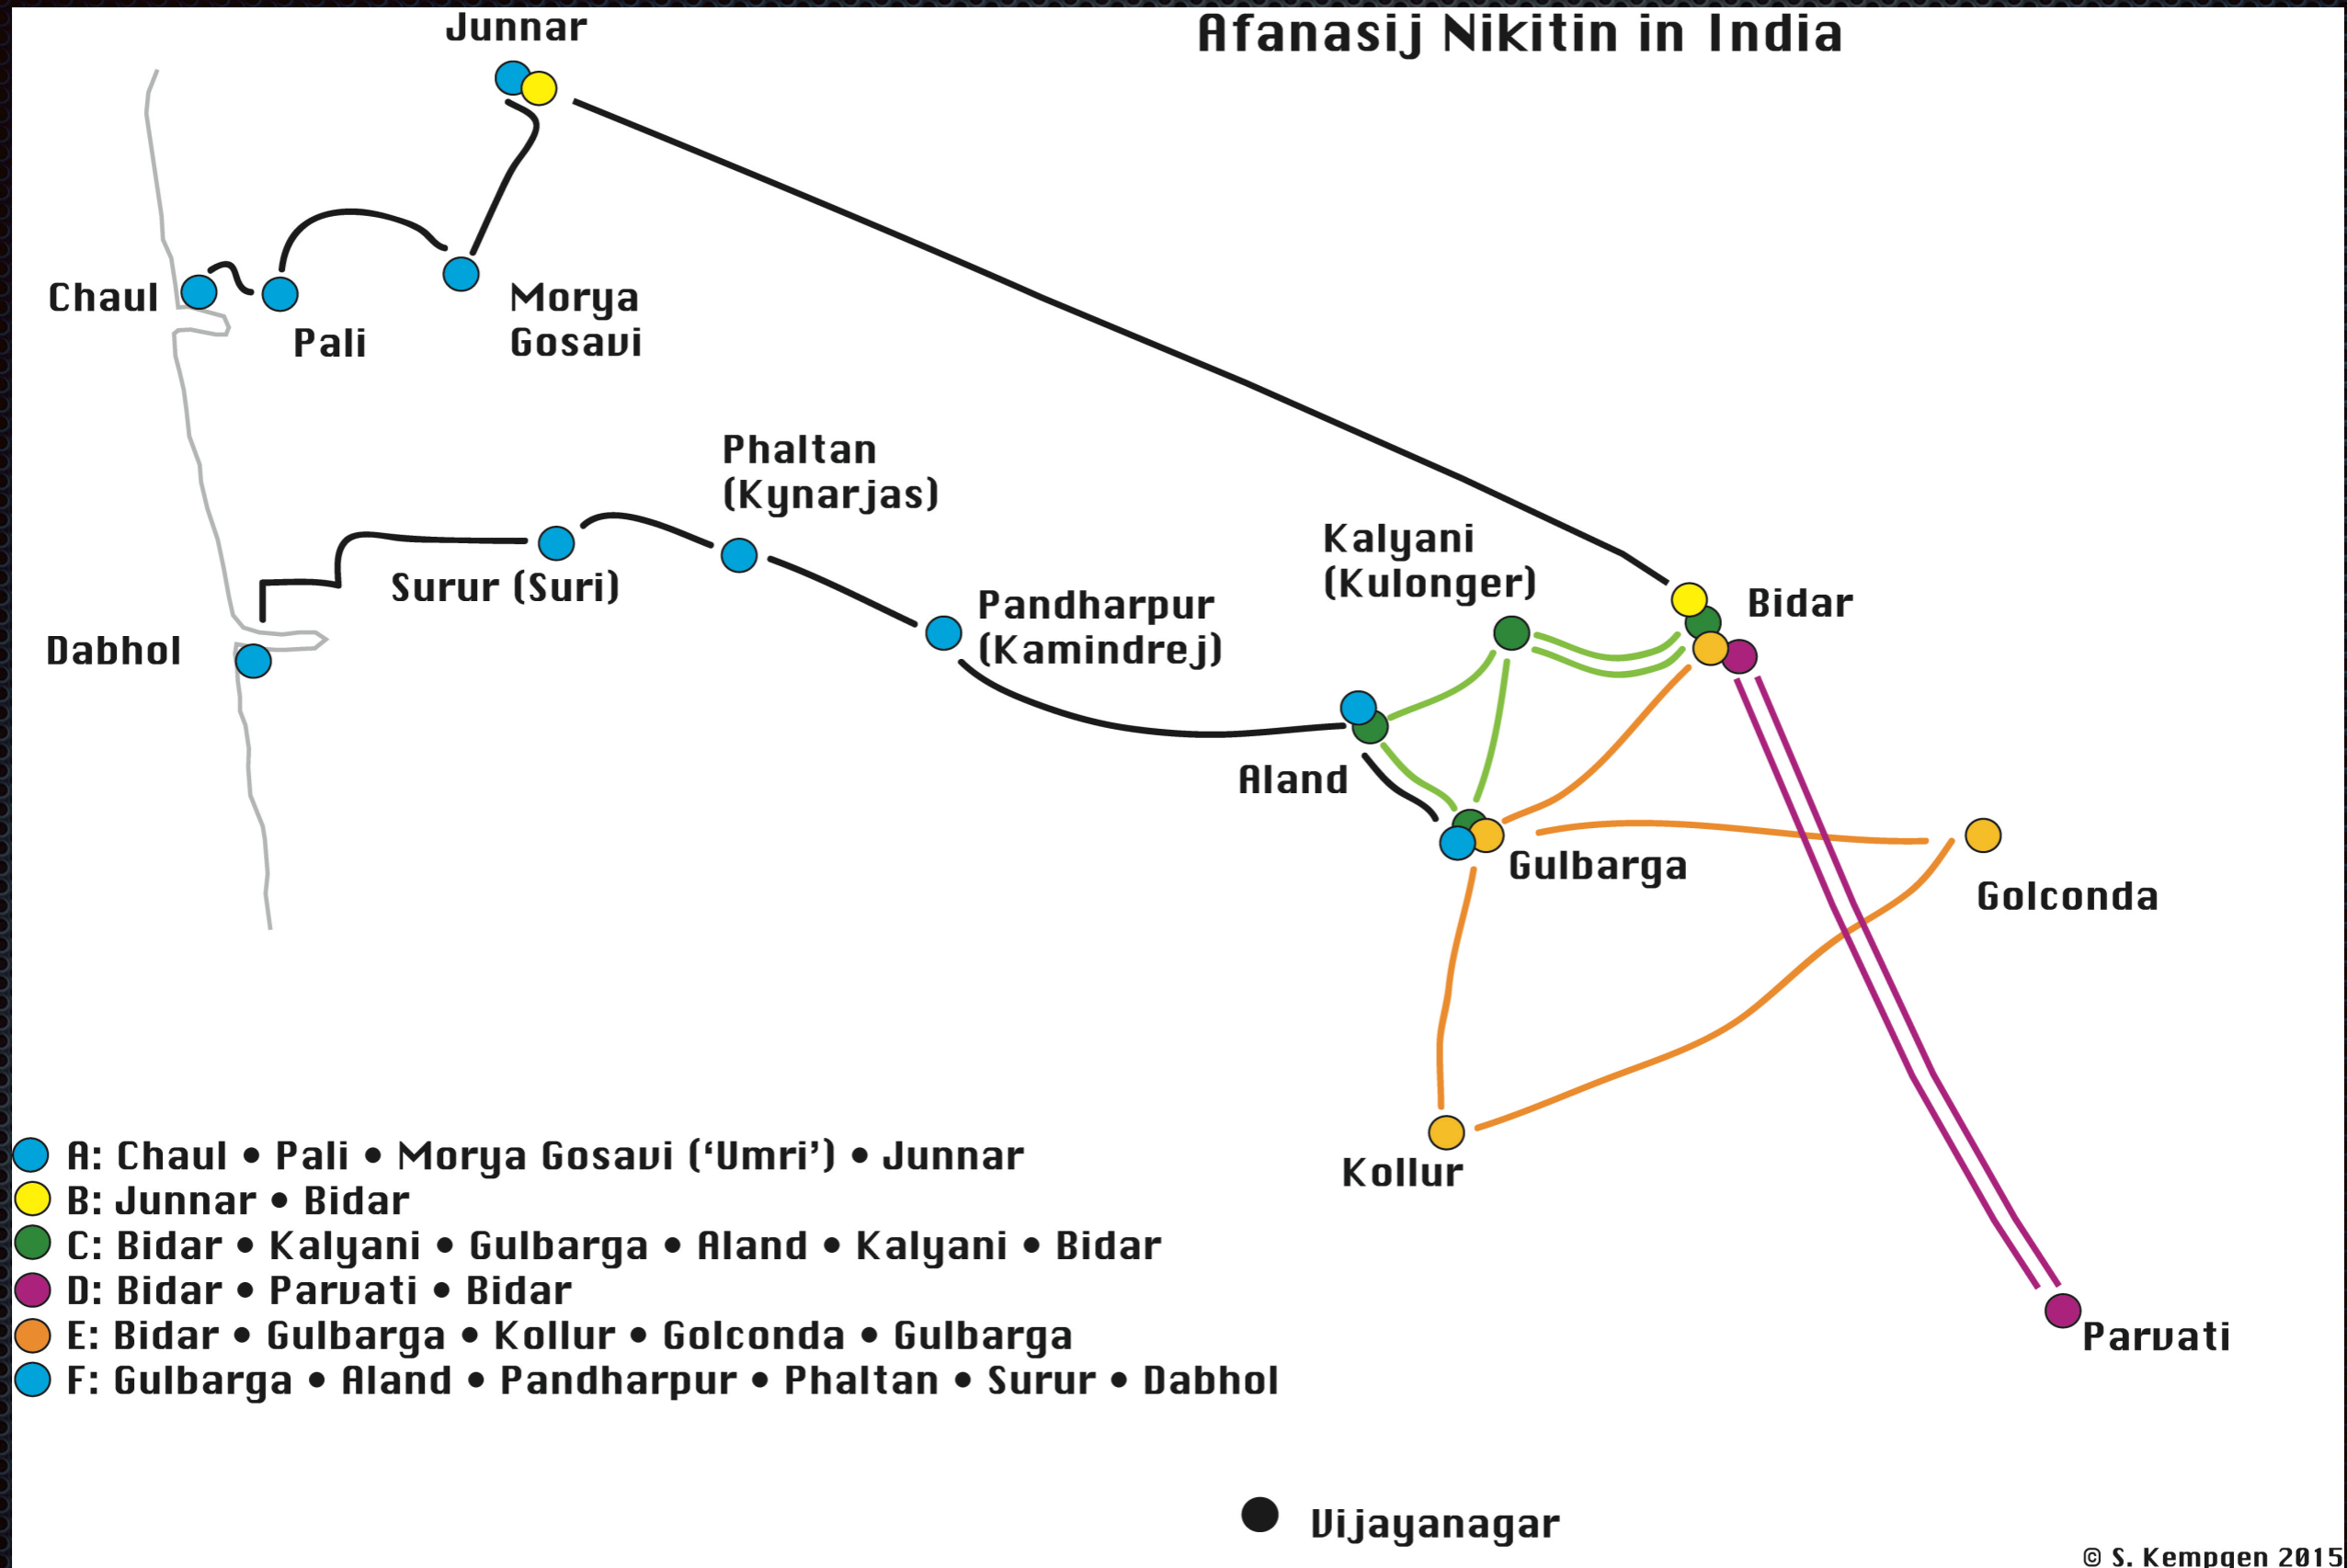 Junnar
Afanasij Nikitin in India
Chaul
Pali
Morya
Gosavi
Phaltan
(Kynarjas)
Surur (Suri)
Dabhol
Pandharpur
(Kamindrej)
Kalyani
(Kulonger)
Bidar
Aland
Gulbarga
Golconda
Kollur
Parvati
A: Chaul • Pali • Morya Gosavi (‘Umri’) • Junnar
B: Junnar • Bidar
C: Bidar • Kalyani • Gulbarga • Aland • Kalyani • Bidar
D: Bidar • Parvati • Bidar
E: Bidar • Gulbarga • Kollur • Golconda • Gulbarga
F: Gulbarga • Aland • Pandharpur • Phaltan • Surur • Dabhol
Vijayanagar
© S. Kempgen 2015